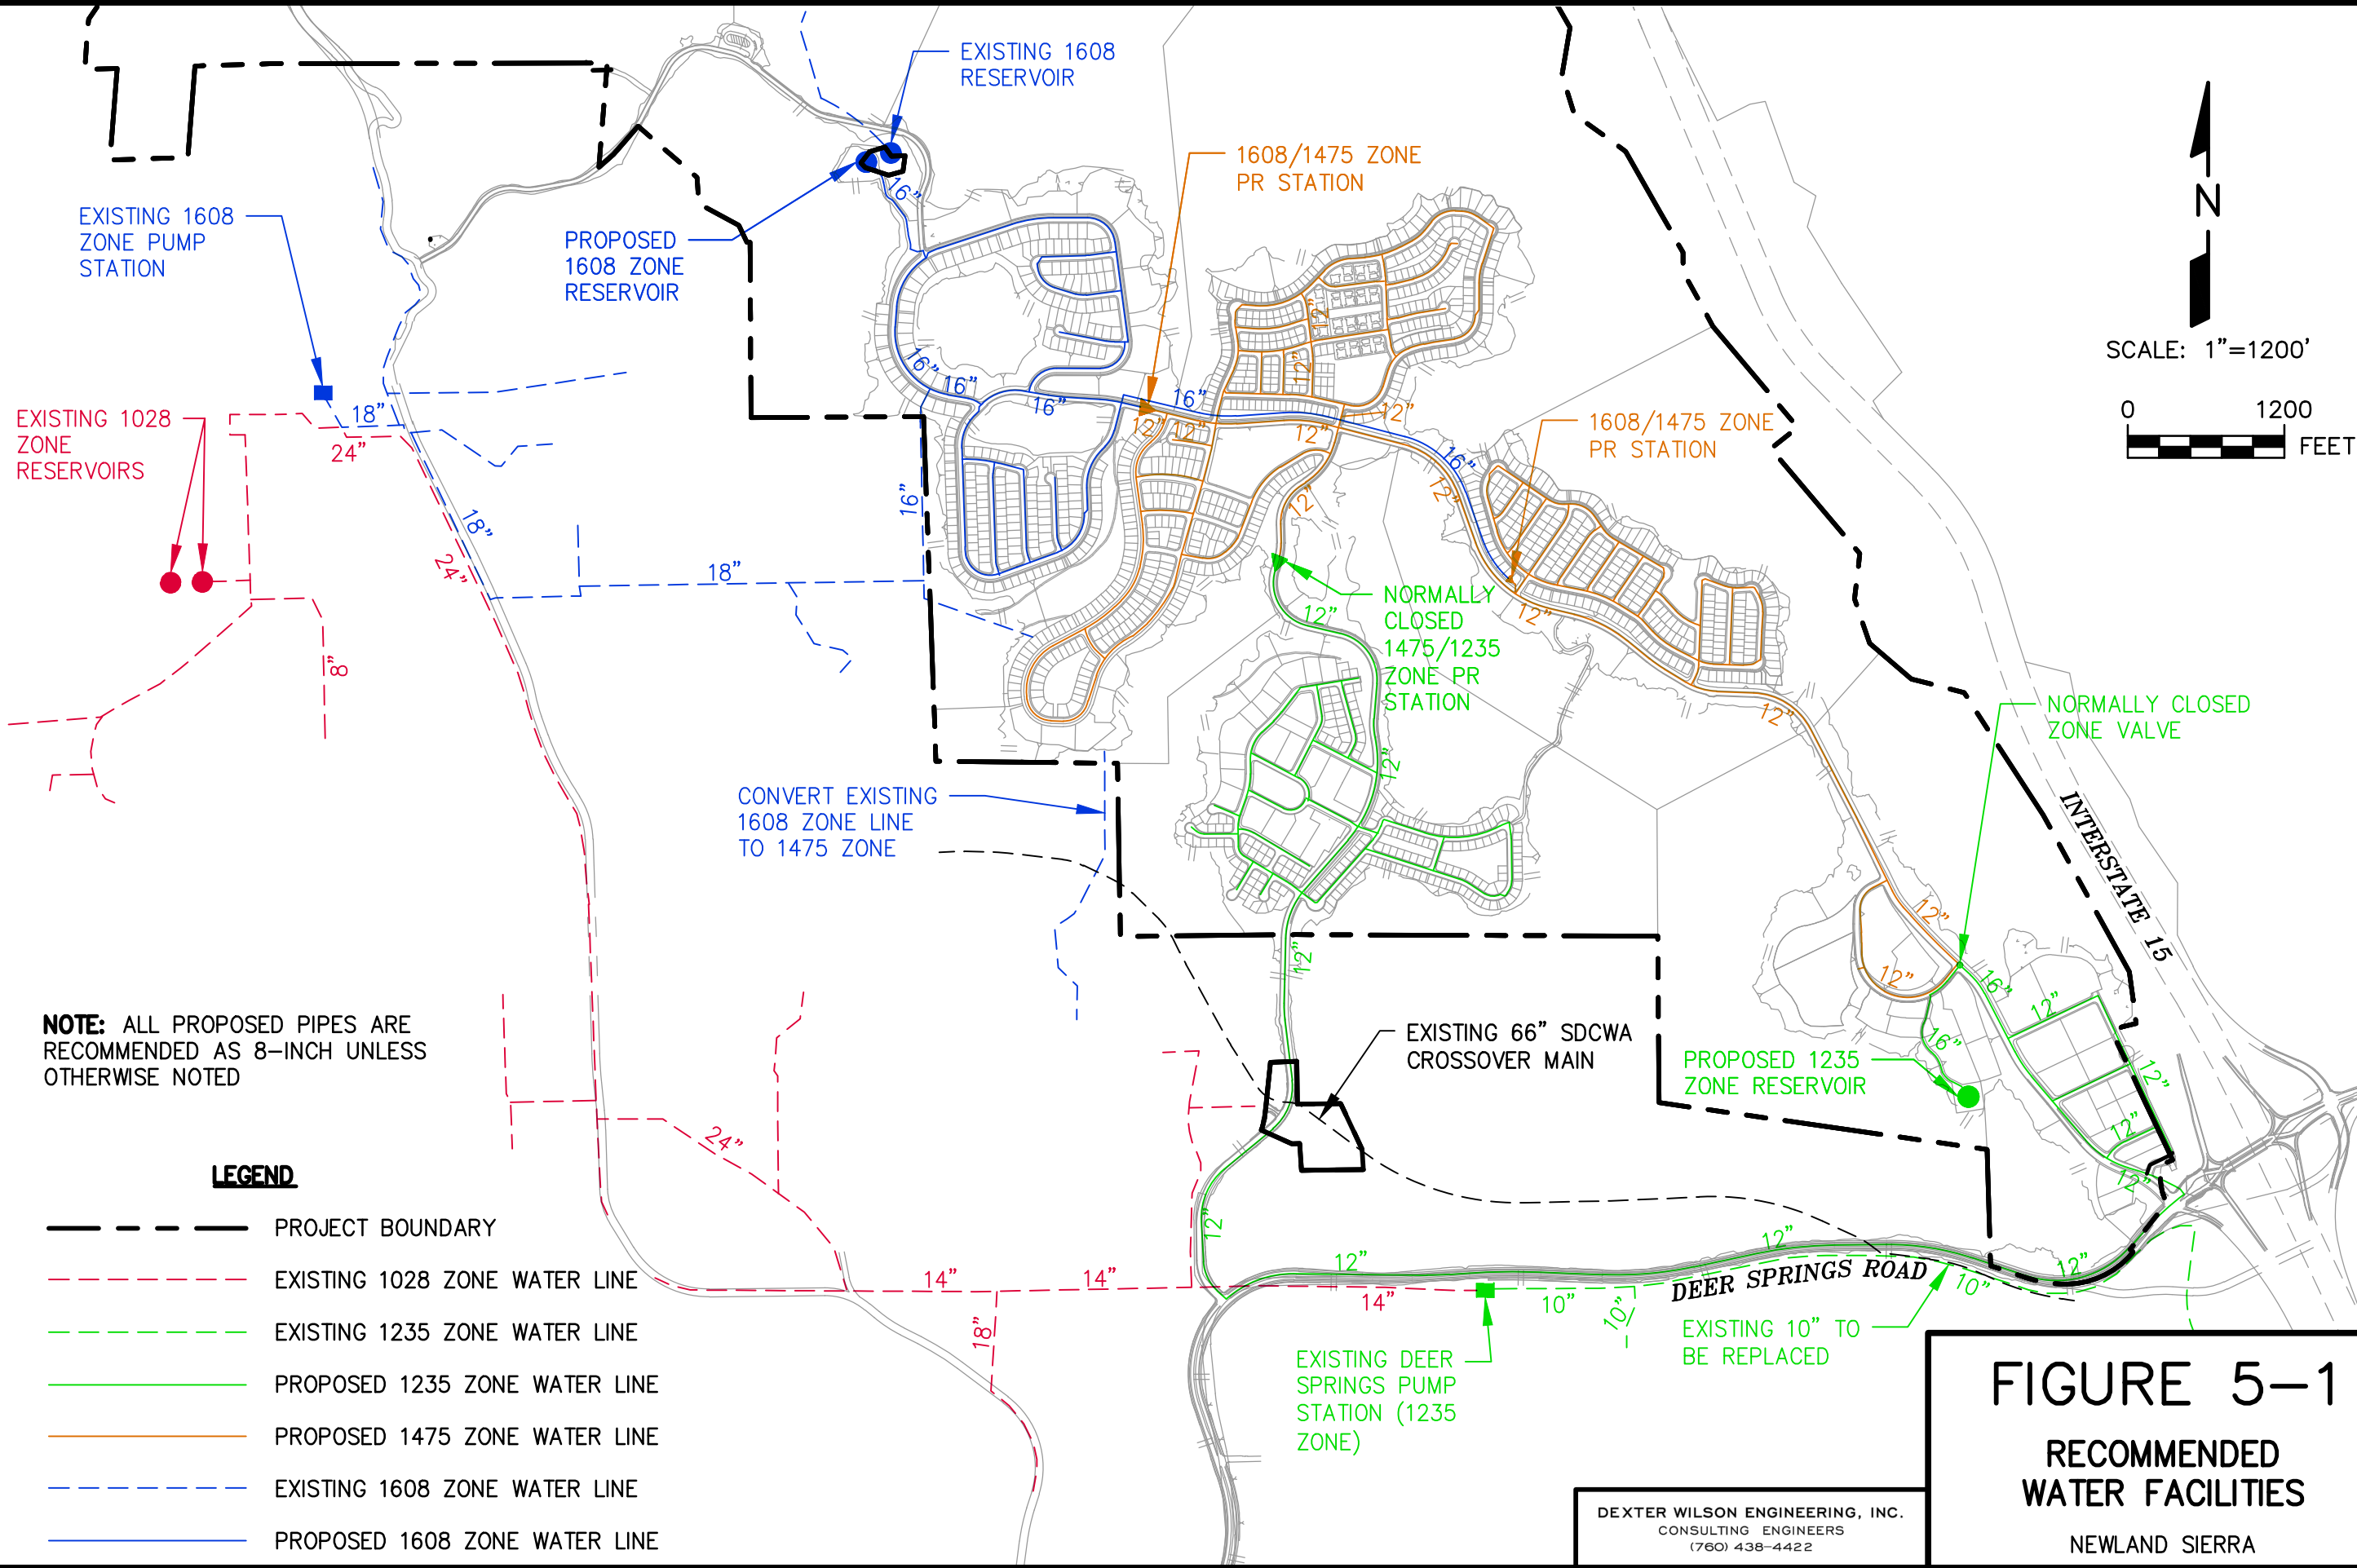 EXISTING 1608
RESERVOIR
1608/1475 ZONE
PR STATION
EXISTING 1608
ZONE PUMP
STATION
PROPOSED
1608 ZONE
RESERVOIR
16"
N
SCALE: 1"=1200'
0 1200
FEET
EXISTING 1028
ZONE
RESERVOIRS
18"
24"
18"
24"
8"
18"
16"
16"
16"
16"
16"
12"
12"
12"
12"
12"
12"
12"
16"
12"
1608/1475 ZONE
PR STATION
NORMALLY
CLOSED
1475/1235
ZONE PR
STATION
12"
12"
12"
12"
NORMALLY CLOSED
ZONE VALVE
INTERSTATE 15
CONVERT EXISTING
1608 ZONE LINE
TO 1475 ZONE
12"
12"
12"
16"
12"
16"
12"
12"
12"
PROPOSED 1235
ZONE RESERVOIR
EXISTING 66" SDCWA
CROSSOVER MAIN
NOTE: ALL PROPOSED PIPES ARE
RECOMMENDED AS 8-INCH UNLESS
OTHERWISE NOTED
24"
12"
14"
14"
14"
18"
12"
12"
12"
10"
10"
10"
DEER SPRINGS ROAD
EXISTING 10" TO
BE REPLACED
EXISTING DEER
SPRINGS PUMP
STATION (1235
ZONE)
LEGEND
PROJECT BOUNDARY
EXISTING 1028 ZONE WATER LINE
EXISTING 1235 ZONE WATER LINE
PROPOSED 1235 ZONE WATER LINE
PROPOSED 1475 ZONE WATER LINE
EXISTING 1608 ZONE WATER LINE
PROPOSED 1608 ZONE WATER LINE
DEXTER WILSON ENGINEERING, INC.
CONSULTING ENGINEERS
(760) 438-4422
FIGURE 5-1
RECOMMENDED
WATER FACILITIES
NEWLAND SIERRA